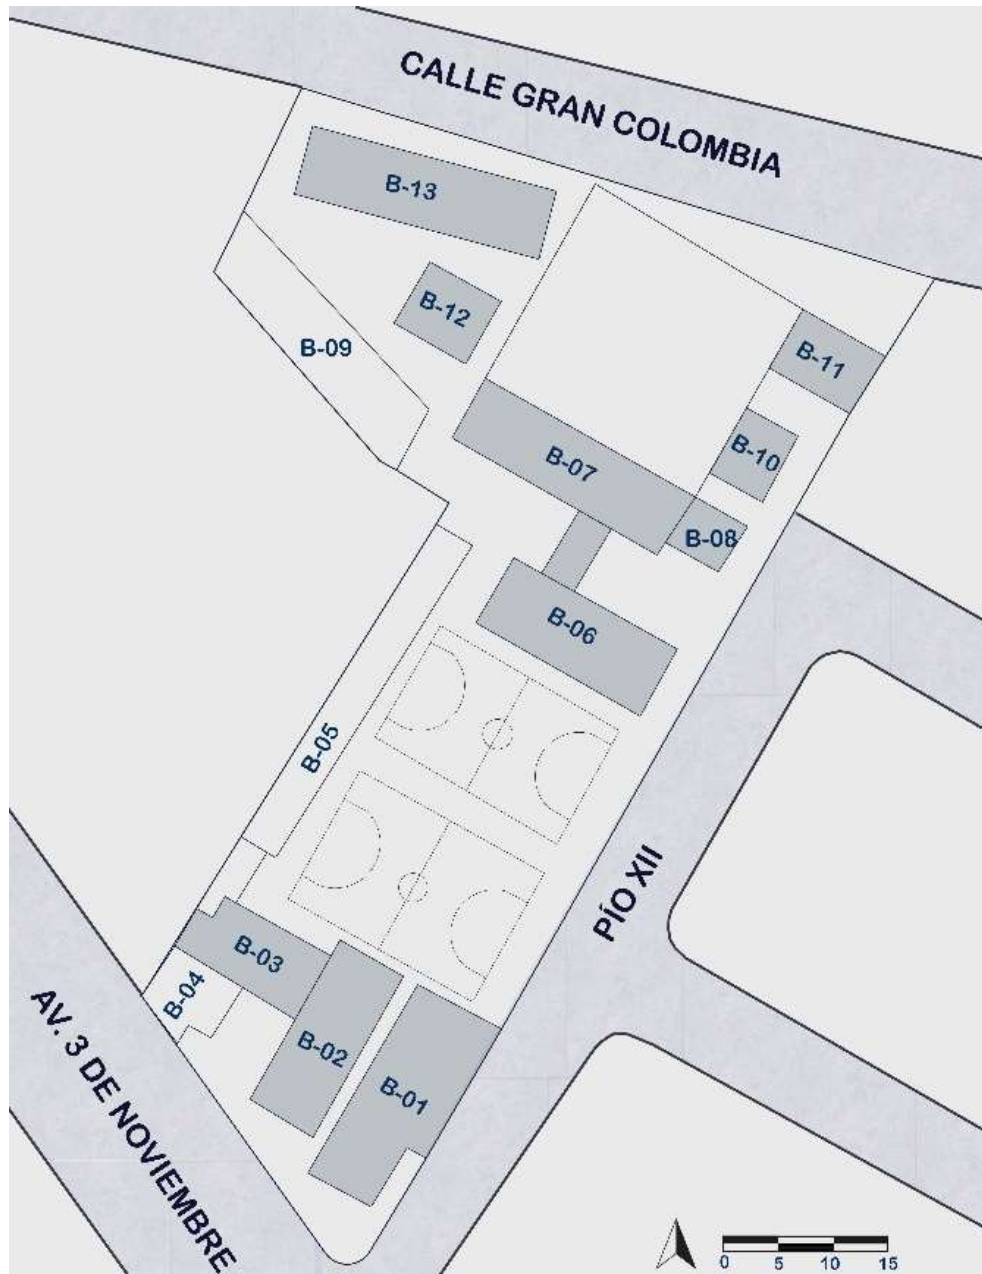 CALLE GRAN COLOMBIA
B-13
B-12
B-11
B-09
B-10
B-07
B-08
B-06
B-05
PÍO XII
B-03
B-04
B-02
B-01
AV. 3 DE NOVIEMBRE
0 5 10 15